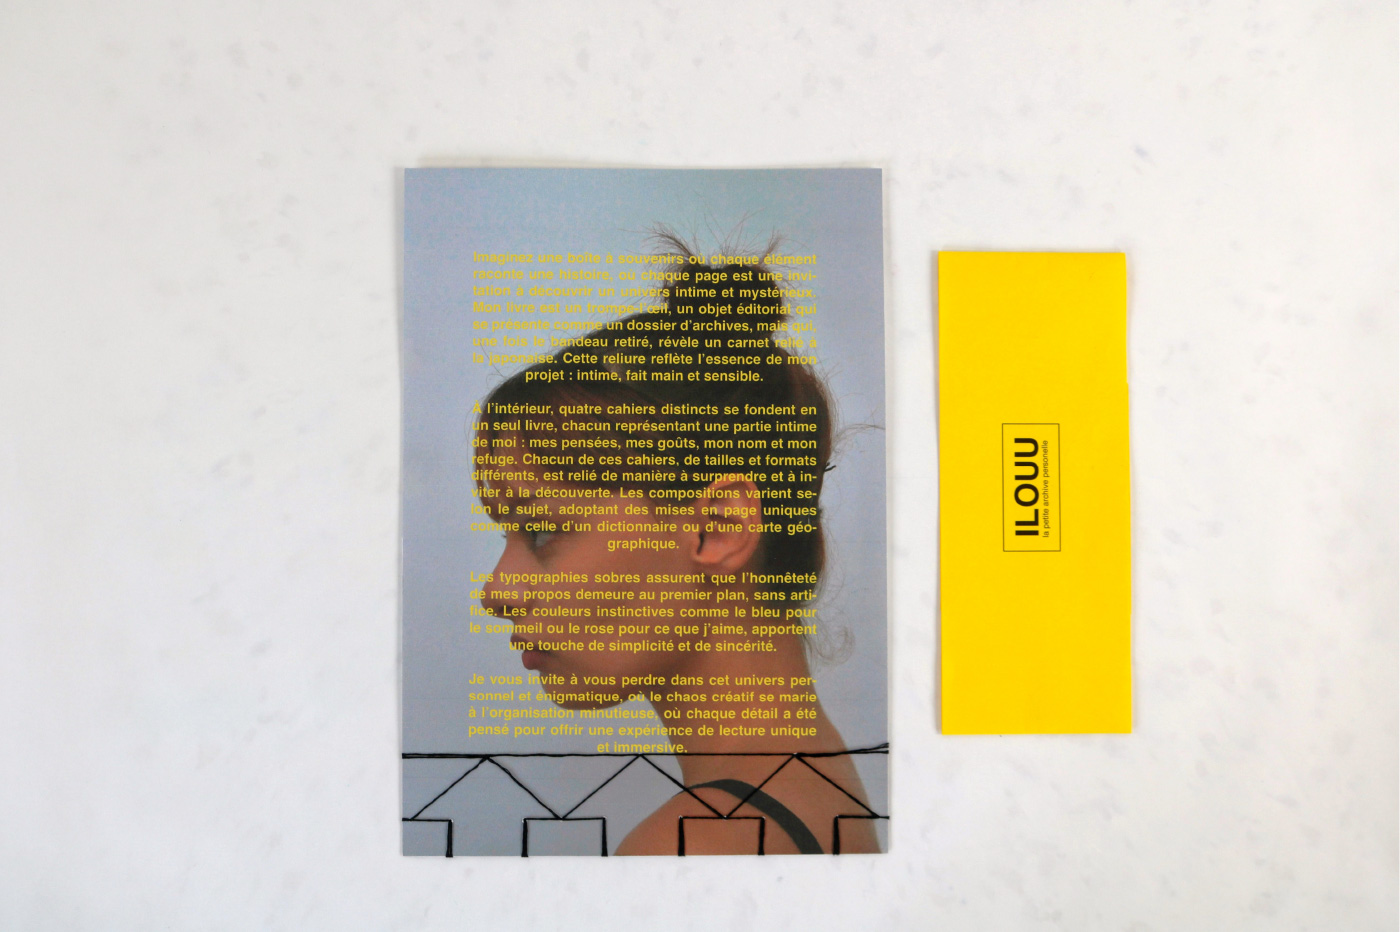 Imaginez une boîte à souvenirs où chaque élément
raconte une histoire, où chaque page est une invi-
tation à découvrir un univers intime et mystérieux.
Mon livre est un trompe-l'œil, un objet éditorial qui
se présente comme un dossier d'archives, mais qui,
une fois le bandeau retiré, révèle un carnet relié à
la japonaise. Cette reliure reflète l'essence de mon
projet : intime, fait main et sensible.
À l'intérieur, quatre cahiers distincts se fondent en
un seul livre, chacun représentant une partie intime
de moi : mes pensées, mes goûts, mon nom et mon
refuge. Chacun de ces cahiers, de tailles et formats
différents, est relié de manière à surprendre et à in-
viter à la découverte. Les compositions varient se-
lon le sujet, adoptant des mises en page uniques
comme celle d'un dictionnaire ou d'une carte géo-
graphique.
Les typographies sobres assurent que l'honnêteté
de mes propos demeure au premier plan, sans arti-
fice. Les couleurs instinctives comme le bleu pour
le sommeil ou le rose pour ce que j'aime, apportent
une touche de simplicité et de sincérité.
Je vous invite à vous perdre dans cet univers per-
sonnel et énigmatique, où le chaos créatif se marie
à l'organisation minutieuse, où chaque détail a été
pensé pour offrir une expérience de lecture unique
et immersive.
ILOUU
la petite archive personelle